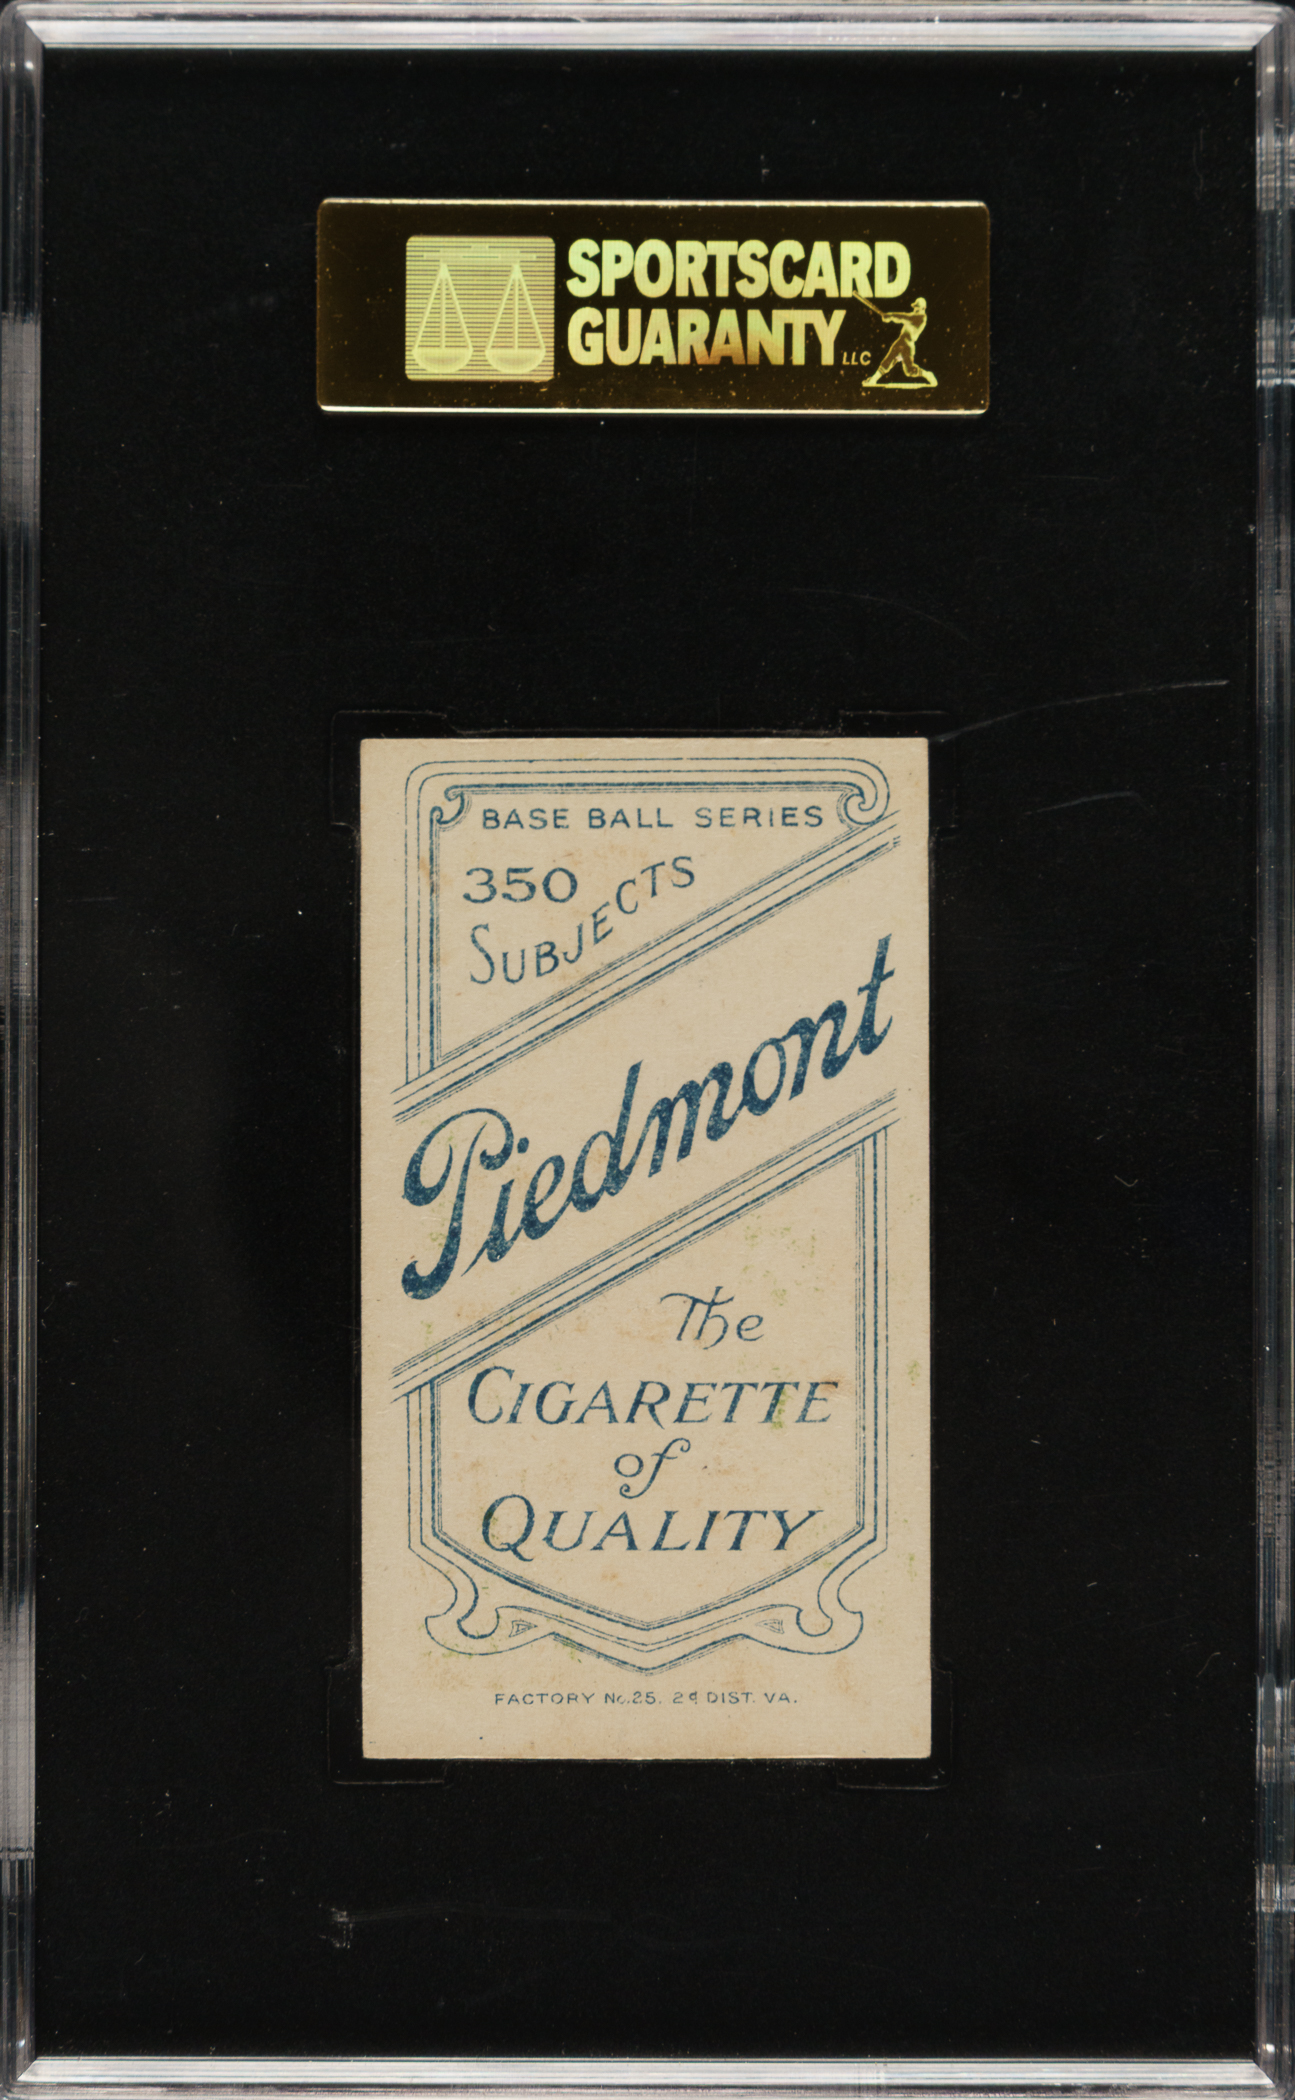 SPORTSCARD
GUARANTY LLC
BASE BALL SERIES
350
SUBJECTS
Piedmont
The
CIGARETTE
of
QUALITY
FACTORY No. 25. 2d DIST. VA.